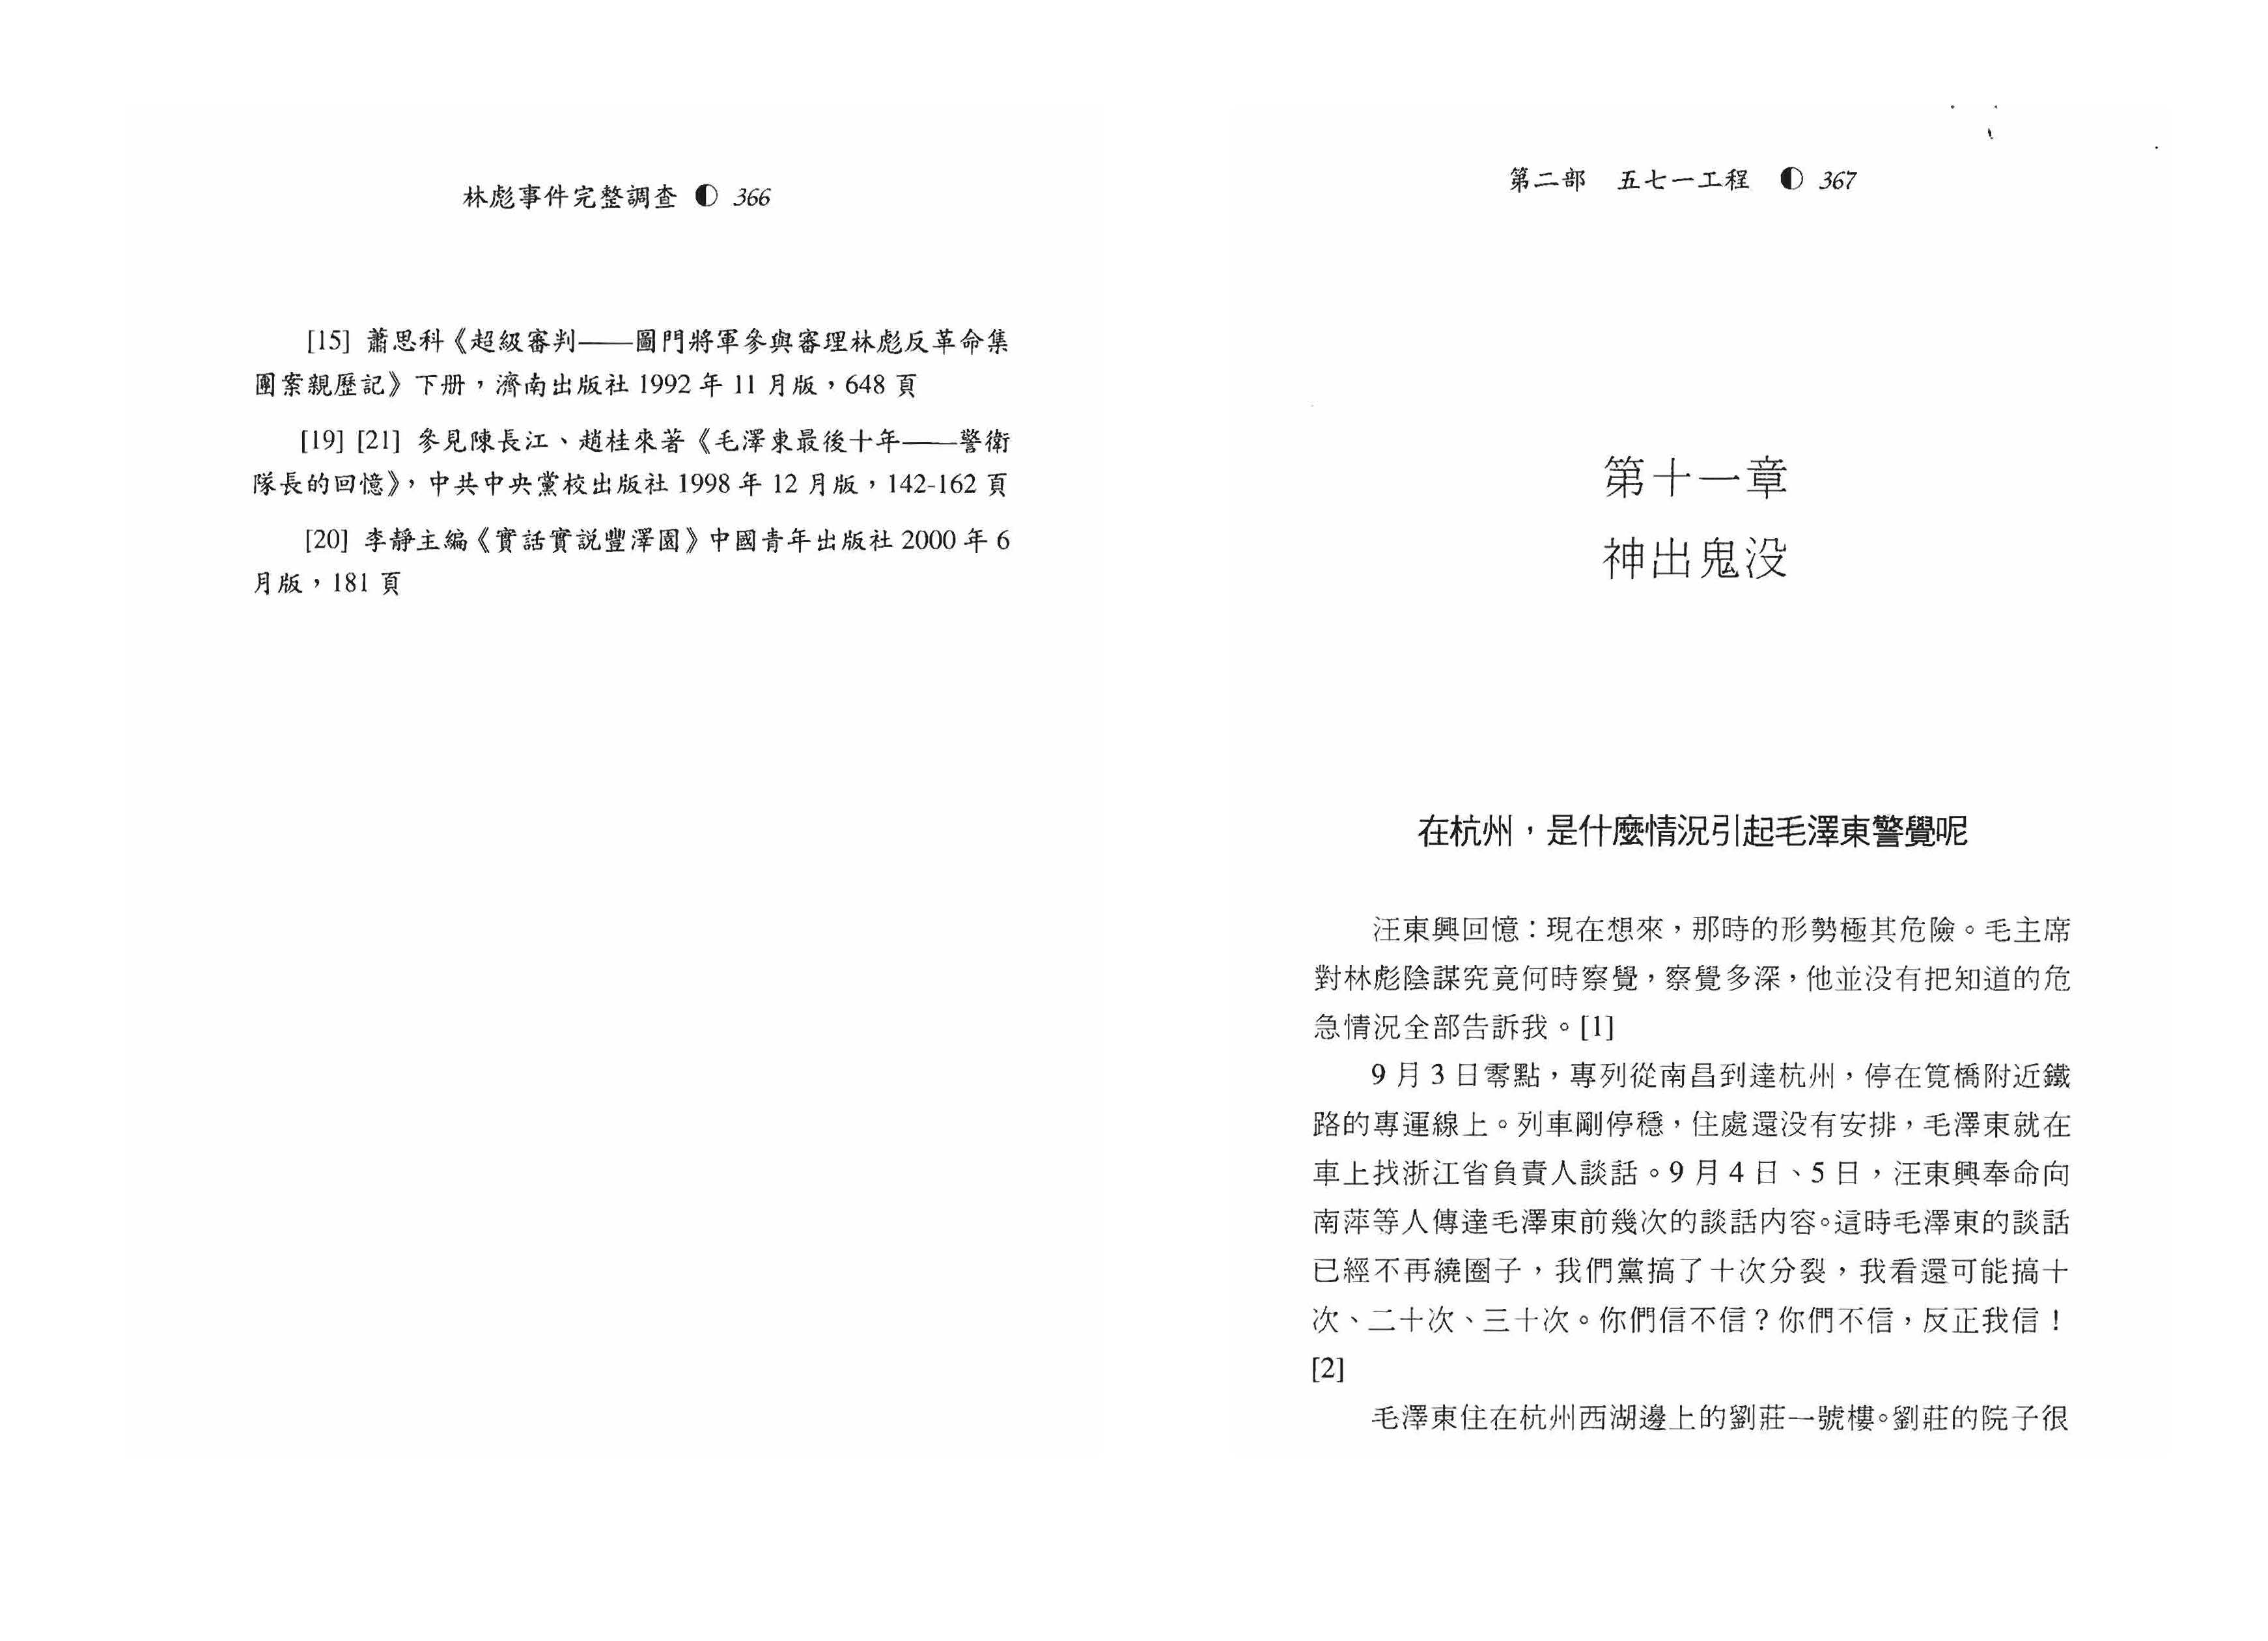 林彪事件完整調查 ◐ 366
[15] 蕭思科《超級審判——圖門將軍參與審理林彪反革命集
團案親歷記》下册，濟南出版社 1992 年 11 月版，648 頁
[19] [21] 參見陳長江、趙桂來著《毛澤東最後十年——警衛
隊長的回憶》，中共中央黨校出版社 1998 年 12 月版，142-162 頁
[20] 李靜主編《實話實説豐澤園》中國青年出版社 2000 年 6
月版，181 頁
第二部 五七一工程 ◐ 367
第十一章
神出鬼没
在杭州，是什麼情況引起毛澤東警覺呢
汪東興回憶：現在想來，那時的形勢極其危險。毛主席
對林彪陰謀究竟何時察覺，察覺多深，他並没有把知道的危
急情況全部告訴我。[1]
9 月 3 日零點，專列從南昌到達杭州，停在筧橋附近鐵
路的專運線上。列車剛停穩，住處還没有安排，毛澤東就在
車上找浙江省負責人談話。9 月 4 日、5 日，汪東興奉命向
南萍等人傳達毛澤東前幾次的談話内容。這時毛澤東的談話
已經不再繞圈子，我們黨搞了十次分裂，我看還可能搞十
次、二十次、三十次。你們信不信？你們不信，反正我信！
[2]
毛澤東住在杭州西湖邊上的劉莊一號樓。劉莊的院子很